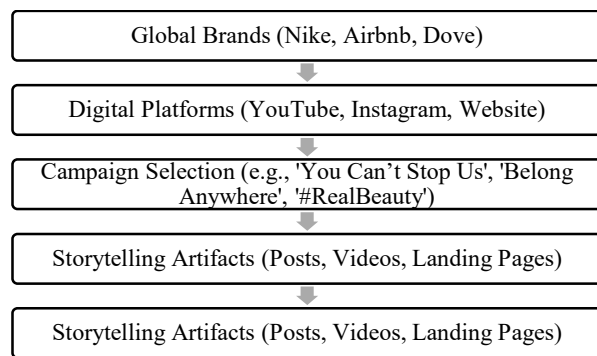 Global Brands (Nike, Airbnb, Dove)
Digital Platforms (YouTube, Instagram, Website)
Campaign Selection (e.g., 'You Can’t Stop Us', 'Belong
Anywhere', '#RealBeauty')
Storytelling Artifacts (Posts, Videos, Landing Pages)
Storytelling Artifacts (Posts, Videos, Landing Pages)